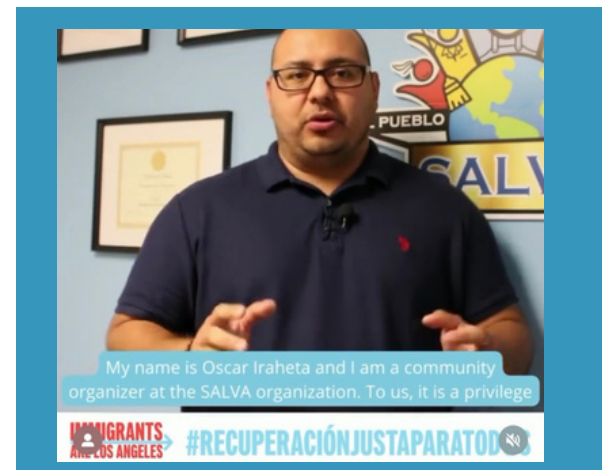 PUEBLO
SALV
My name is Oscar Iraheta and I am a community
organizer at the SALVA organization. To us, it is a privilege
IMMIGRANTS
ARE LOS ANGELES
#RECUPERACIÓNJUSTAPARATODOS